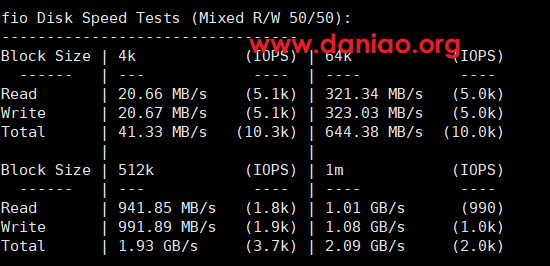 fio Disk Speed Tests (Mixed R/W 50/50):
---------------------------------
www.daniao.org
Block Size | 4k            (IOPS) | 64k           (IOPS)
  ------   | ---            ----  | ----           ----
Read       | 20.66 MB/s    (5.1k) | 321.34 MB/s   (5.0k)
Write      | 20.67 MB/s    (5.1k) | 323.03 MB/s   (5.0k)
Total      | 41.33 MB/s   (10.3k) | 644.38 MB/s  (10.0k)
           |                      |
Block Size | 512k          (IOPS) | 1m            (IOPS)
  ------   | ---            ----  | ----           ----
Read       | 941.85 MB/s   (1.8k) | 1.01 GB/s      (990)
Write      | 991.89 MB/s   (1.9k) | 1.08 GB/s     (1.0k)
Total      | 1.93 GB/s     (3.7k) | 2.09 GB/s     (2.0k)